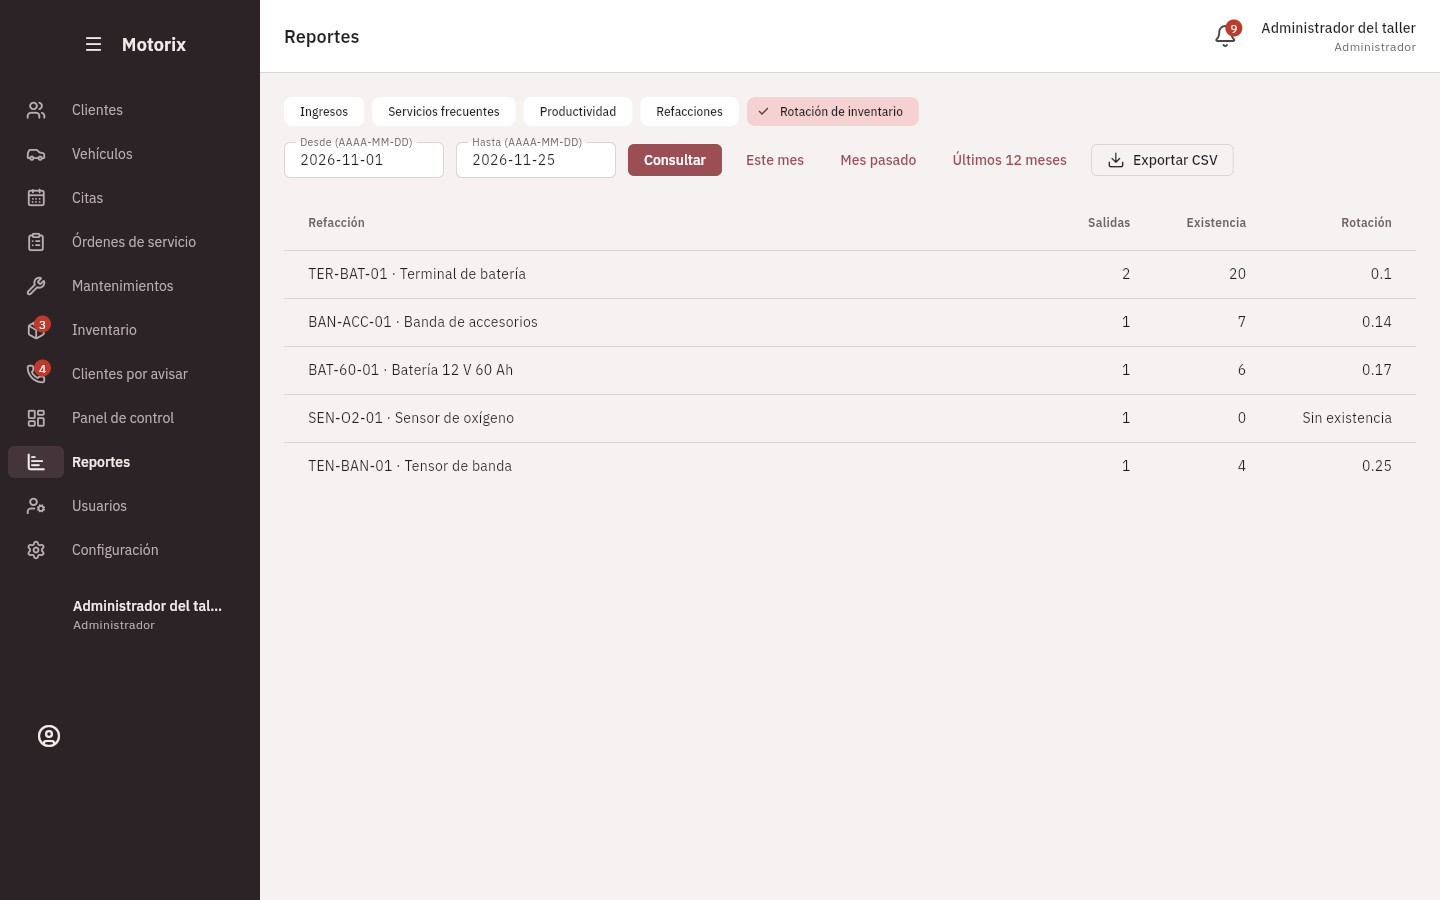 Motorix
Clientes
Vehículos
Citas
Órdenes de servicio
Mantenimientos
3
Inventario
4
Clientes por avisar
Panel de control
Reportes
Usuarios
Configuración
Administrador del tal...
Administrador
Reportes
9
Administrador del taller
Administrador
Ingresos
Servicios frecuentes
Productividad
Refacciones
Rotación de inventario
Desde (AAAA-MM-DD)
2026-11-01
Hasta (AAAA-MM-DD)
2026-11-25
Consultar
Este mes
Mes pasado
Últimos 12 meses
Exportar CSV
Refacción Salidas Existencia Rotación
TER-BAT-01 · Terminal de batería 2 20 0.1
BAN-ACC-01 · Banda de accesorios 1 7 0.14
BAT-60-01 · Batería 12 V 60 Ah 1 6 0.17
SEN-O2-01 · Sensor de oxígeno 1 0 Sin existencia
TEN-BAN-01 · Tensor de banda 1 4 0.25